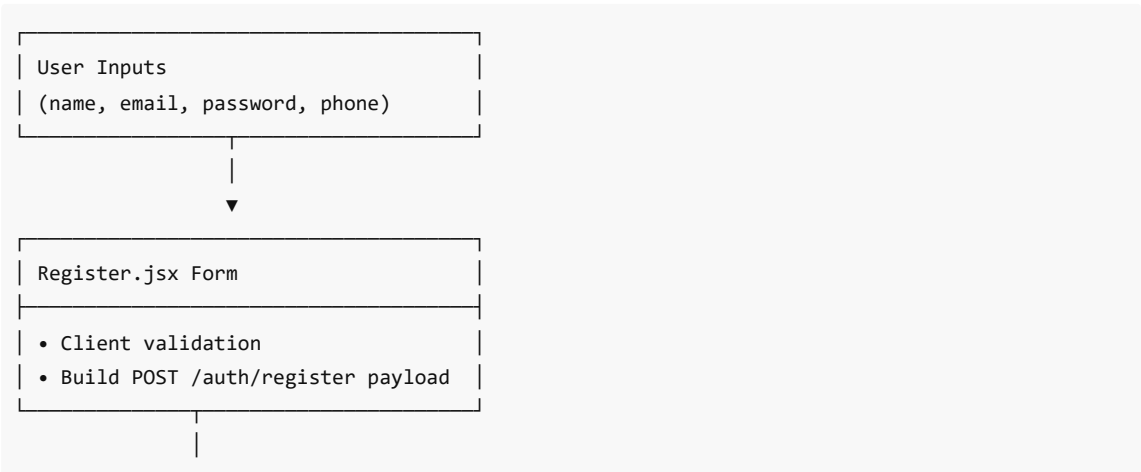 User Inputs
(name, email, password, phone)
Register.jsx Form
• Client validation
• Build POST /auth/register payload